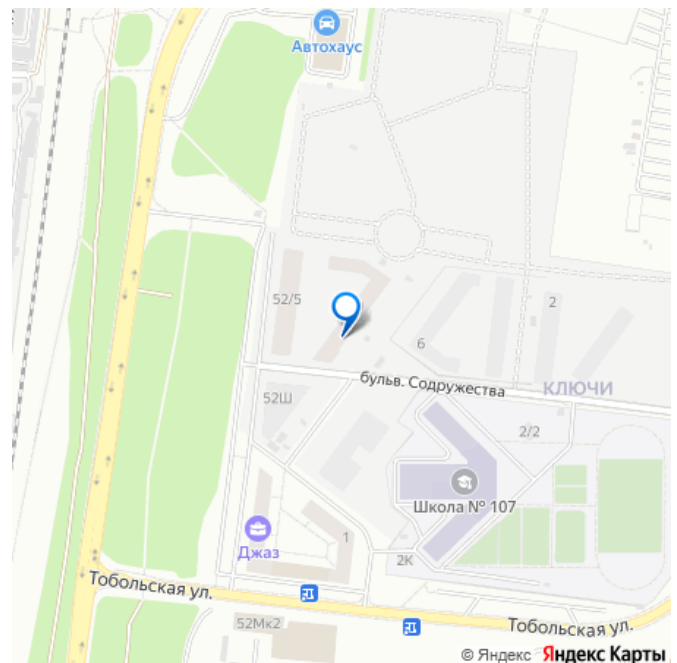 Автохаус
52/5
2
6
бульв. Содружества
КЛЮЧИ
52Ш
2/2
Школа № 107
Джаз
1
2К
Тобольская ул.
52Мк2
Тобольская ул.
© Яндекс Яндекс Карты